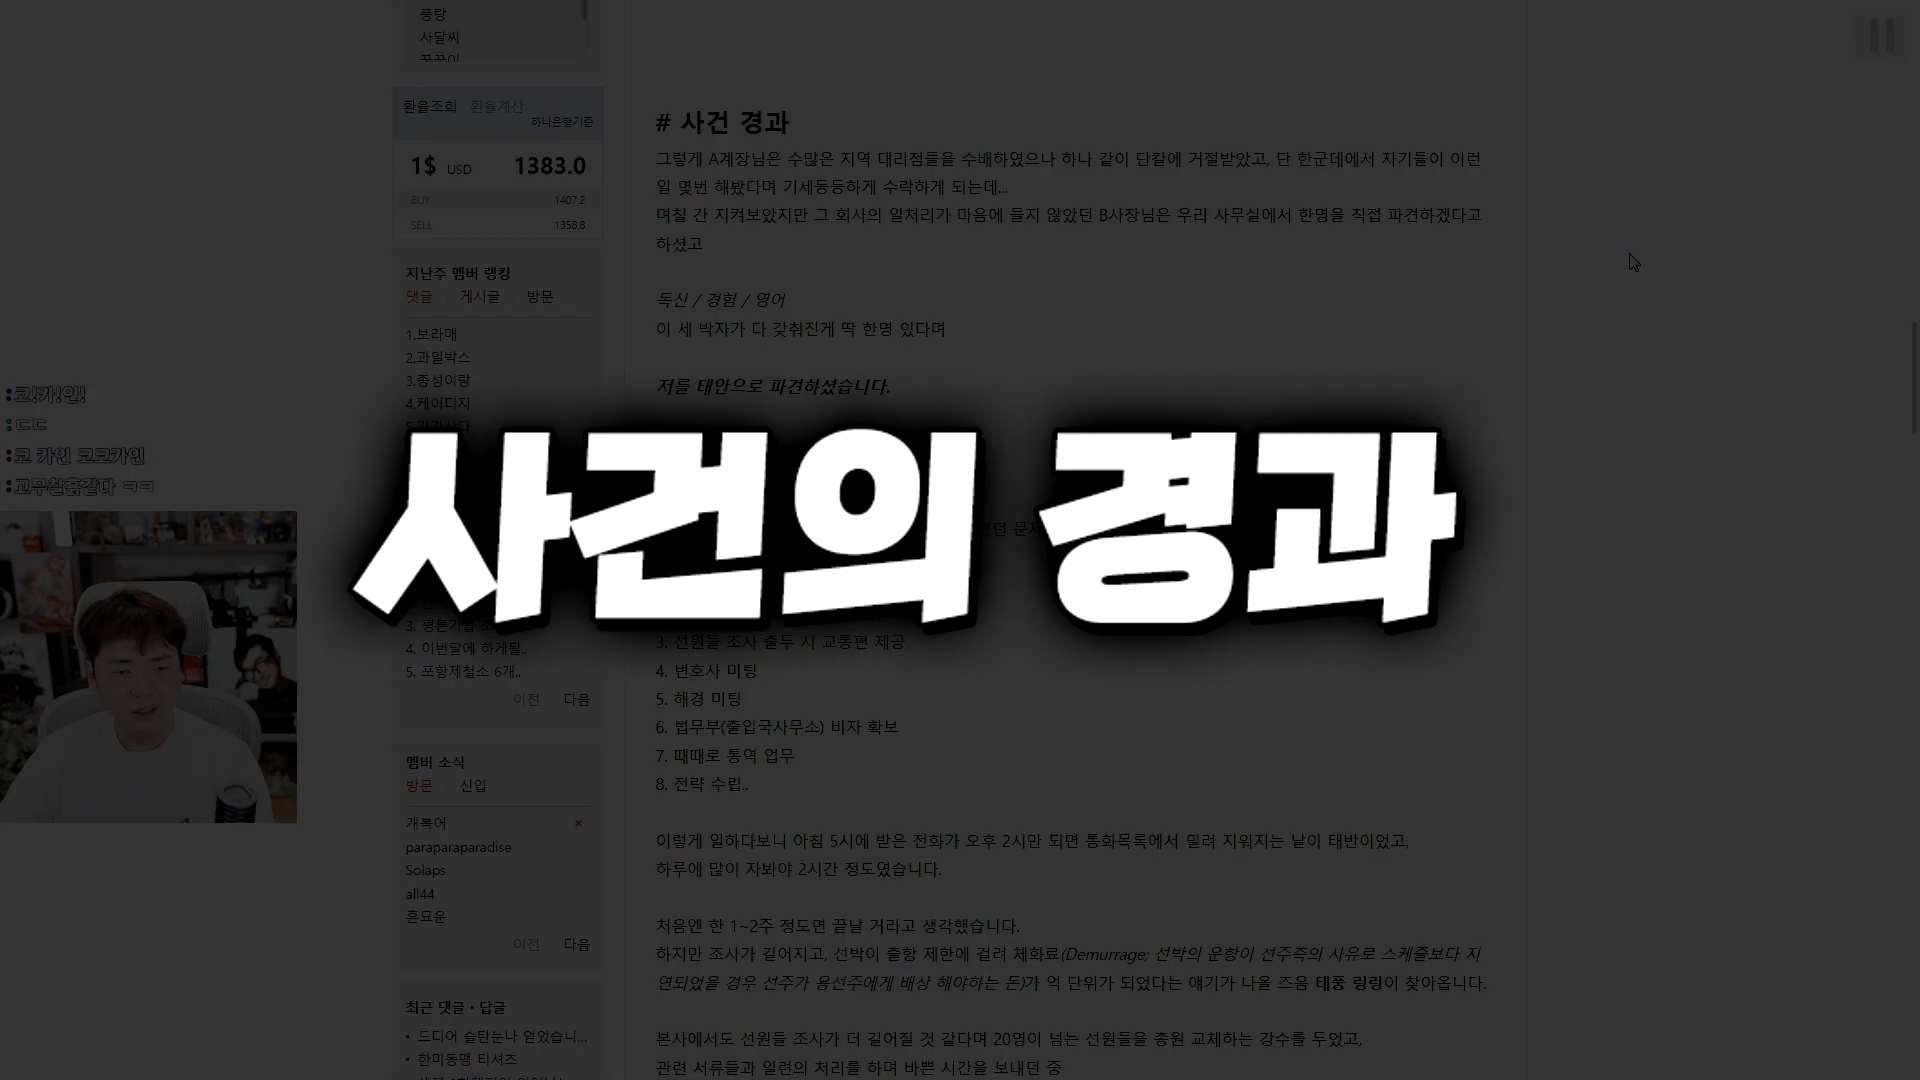 풍랑
사달씨
환율조회 환율계산
하나은행기준
1$ USD 1383.0
BUY 1407.2
SELL 1358.8
지난주 멤버 랭킹
댓글 게시글 방문
1.보라매
2.과일박스
3.종성이랑
4.케이디지
:코!카!인!
:ㄷㄷ
:코 카인 코코카인
:고무찰흙같다 ㅋㅋ
4. 이번달에 하게될..
5. 포항제철소 6개..
이전 다음
멤버 소식
방문 신입
개복어
paraparaparadise
Solaps
all44
흔묘운
이전 다음
최근 댓글・답글
• 드디어 술탄눈나 얻었습니...
• 한미동맹 티셔츠
# 사건 경과
그렇게 A계장님은 수많은 지역 대리점들을 수배하였으나 하나 같이 단칼에 거절받았고, 단 한군데에서 자기들이 이런
일 몇번 해봤다며 기세등등하게 수락하게 되는데...
며칠 간 지켜보았지만 그 회사의 일처리가 마음에 들지 않았던 B사장님은 우리 사무실에서 한명을 직접 파견하겠다고
하셨고
독신 / 경험 / 영어
이 세 박자가 다 갖춰진게 딱 한명 있다며
저를 태안으로 파견하셨습니다.
사건의 경과
3. 선원들 조사 출두 시 교통편 제공
4. 변호사 미팅
5. 해경 미팅
6. 법무부(출입국사무소) 비자 확보
7. 때때로 통역 업무
8. 전략 수립..
이렇게 일하다보니 아침 5시에 받은 전화가 오후 2시만 되면 통화목록에서 밀려 지워지는 날이 태반이었고,
하루에 많이 자봐야 2시간 정도였습니다.
처음엔 한 1~2주 정도면 끝날 거라고 생각했습니다.
하지만 조사가 길어지고, 선박이 출항 제한에 걸려 체화료(Demurrage; 선박의 운항이 선주측의 사유로 스케줄보다 지
연되었을 경우 선주가 용선주에게 배상 해야하는 돈)가 억 단위가 되었다는 얘기가 나올 즈음 태풍 링링이 찾아옵니다.
본사에서도 선원들 조사가 더 길어질 것 같다며 20명이 넘는 선원들을 총원 교체하는 강수를 두었고,
관련 서류들과 일련의 처리를 하며 바쁜 시간을 보내던 중